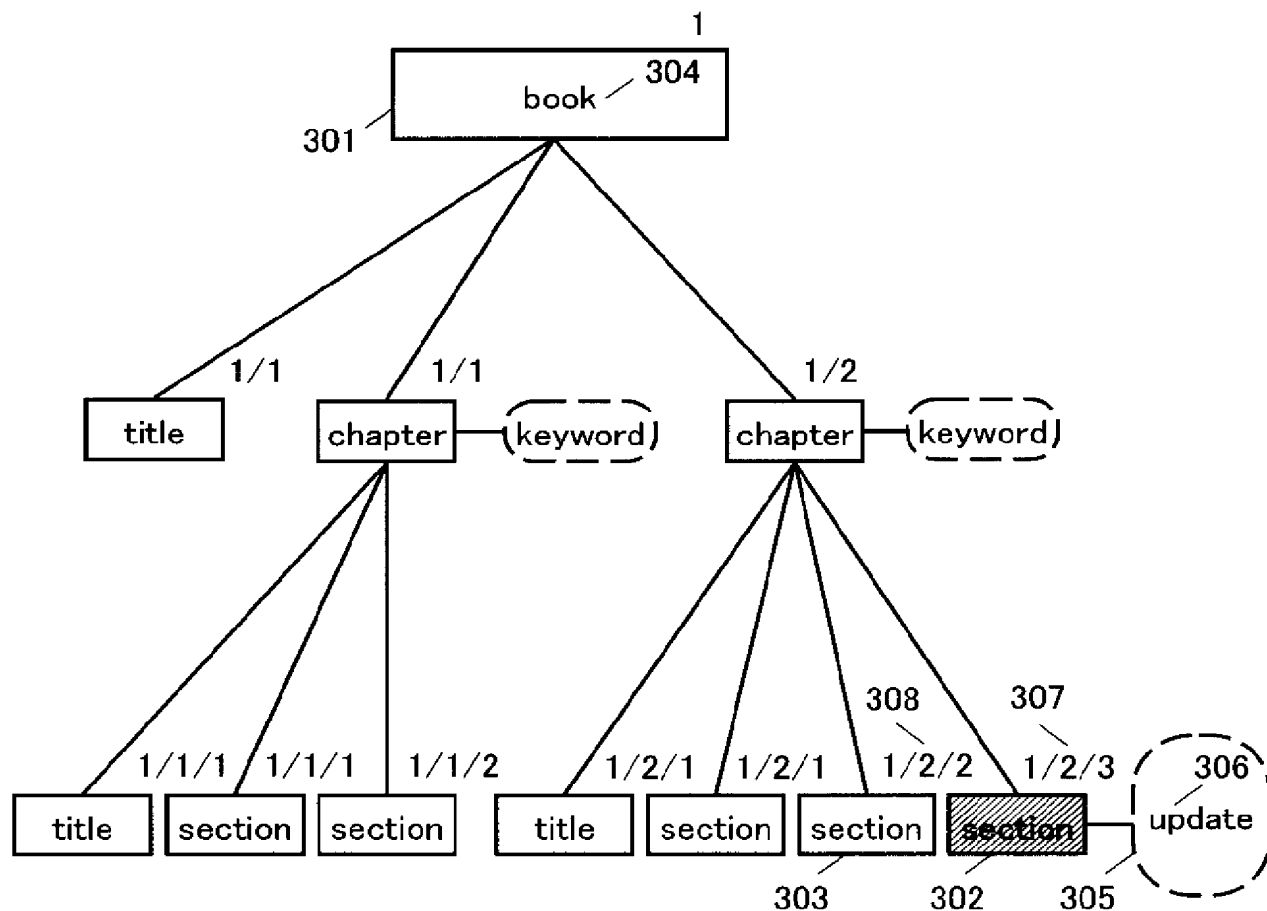 1
book 304
301
1/1 1/1 1/2
title chapter keyword chapter keyword
308 307
1/1/1 1/1/1 1/1/2 1/2/1 1/2/1 1/2/2 1/2/3 306
title section section title section section section update
303 302 305